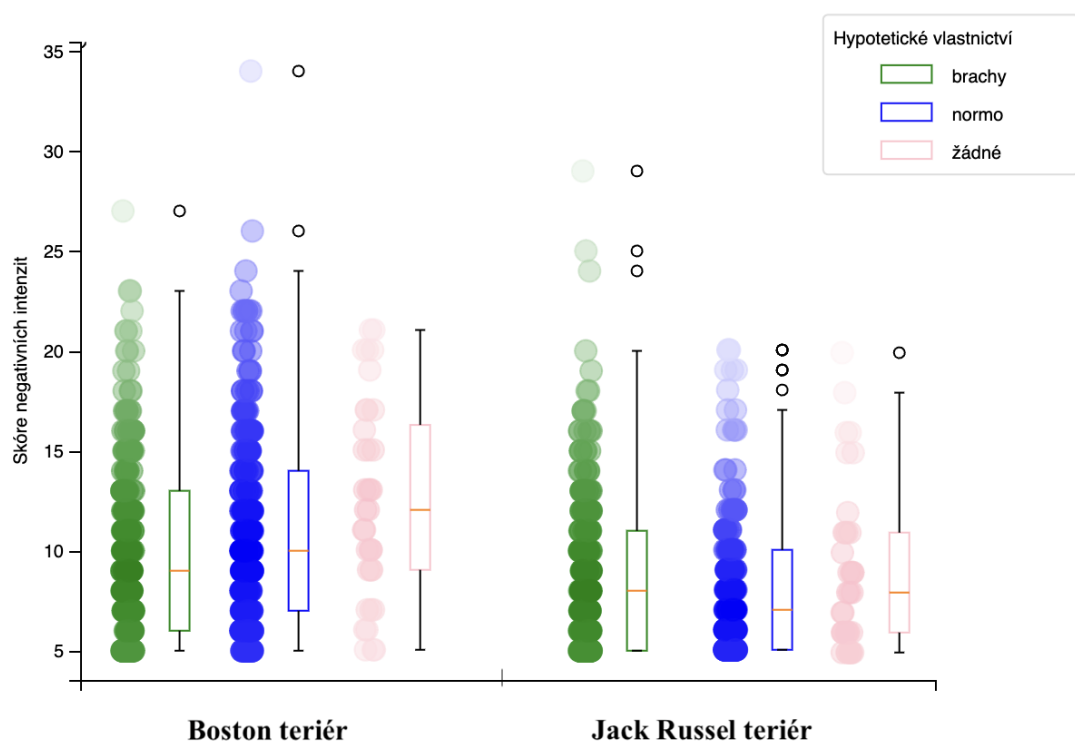 Hypotetické vlastnictví
brachy
normo
žádné
Skóre negativních intenzit
35
30
25
20
15
10
5
Boston teriér
Jack Russel teriér